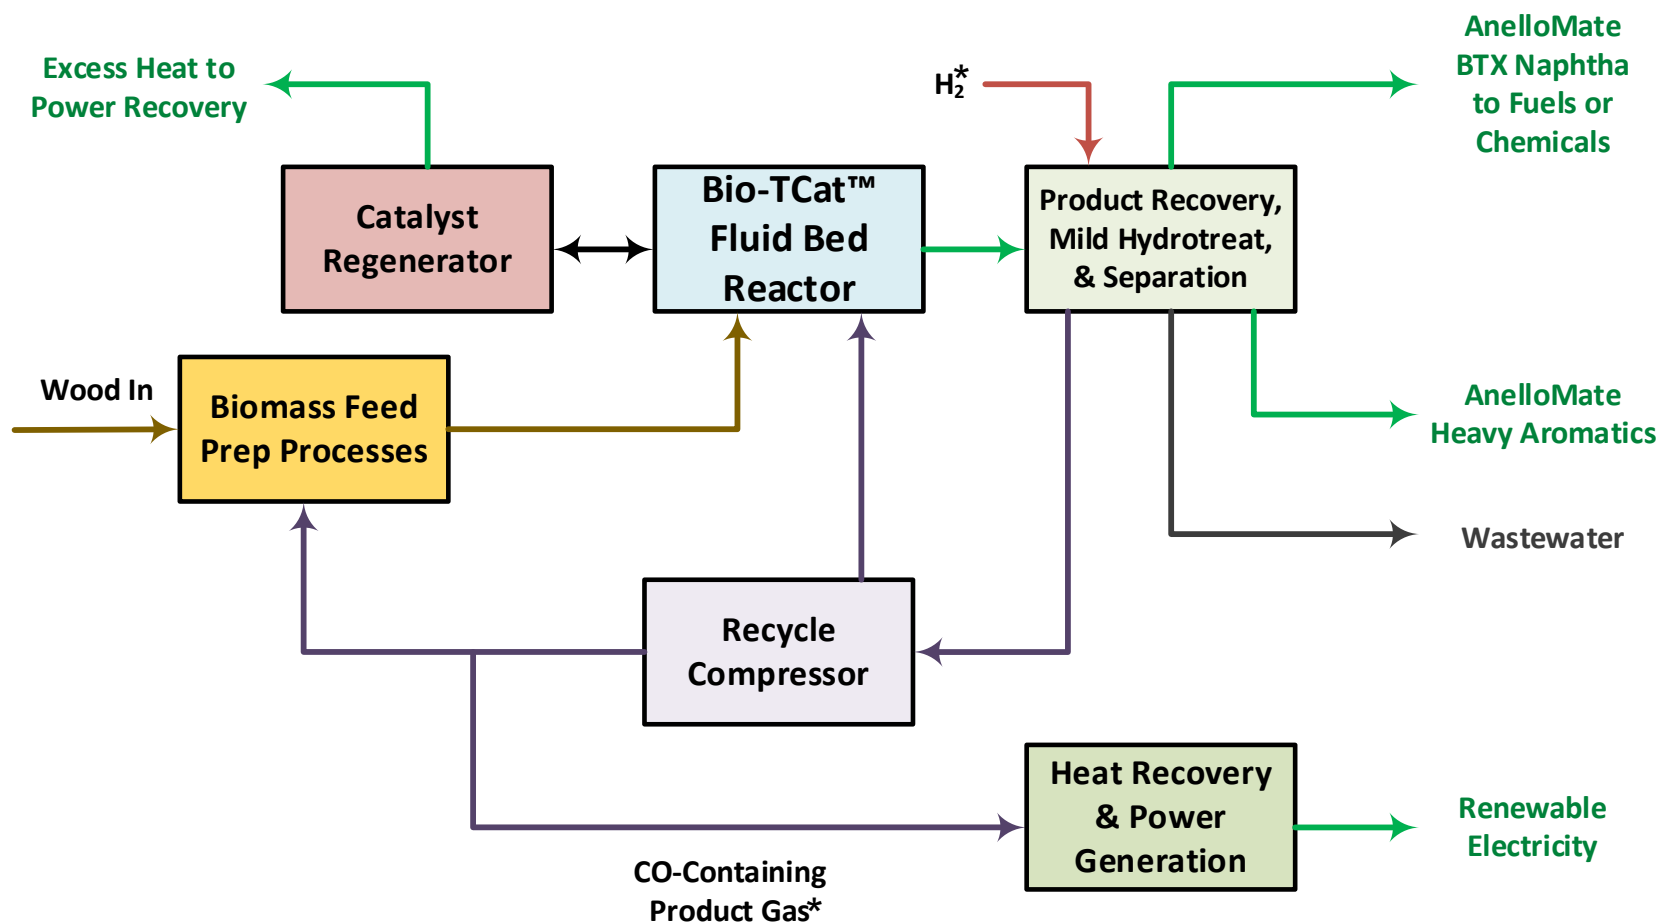 Excess Heat to
Power Recovery
H₂*
AnelloMate
BTX Naphtha
to Fuels or
Chemicals
Catalyst
Regenerator
Bio-TCat™
Fluid Bed
Reactor
Product Recovery,
Mild Hydrotreat,
& Separation
Wood In
Biomass Feed
Prep Processes
AnelloMate
Heavy Aromatics
Wastewater
Recycle
Compressor
Heat Recovery
& Power
Generation
Renewable
Electricity
CO-Containing
Product Gas*